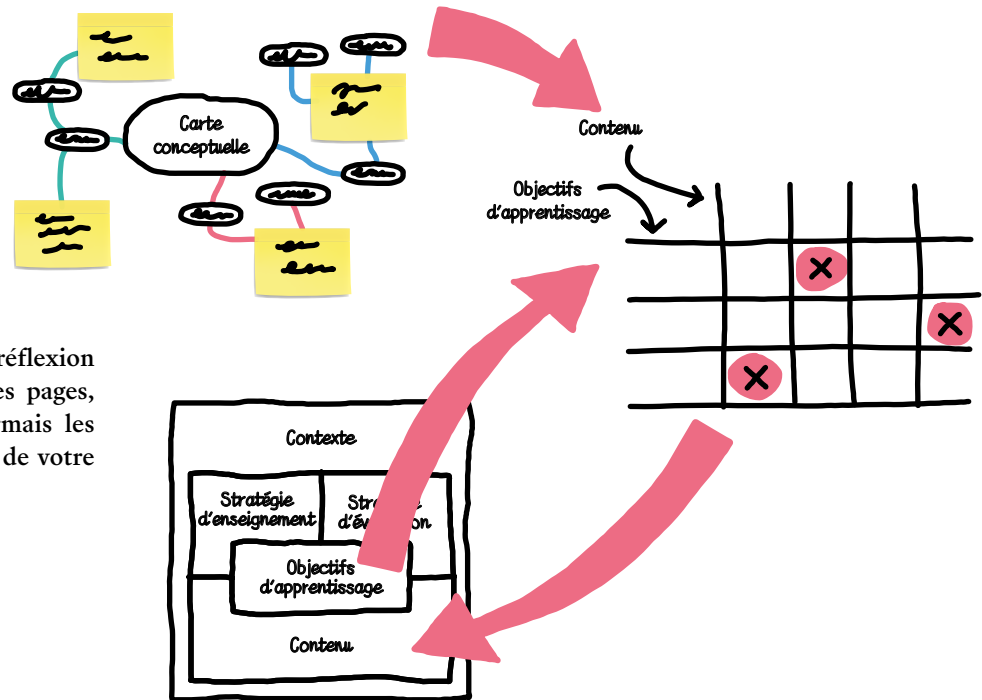 Carte
conceptuelle
Contenu
Objectifs
d'apprentissage
réflexion
es pages,
mais les
de votre
Contexte
Stratégie
d'enseignement
Objectifs
d'apprentissage
Contenu